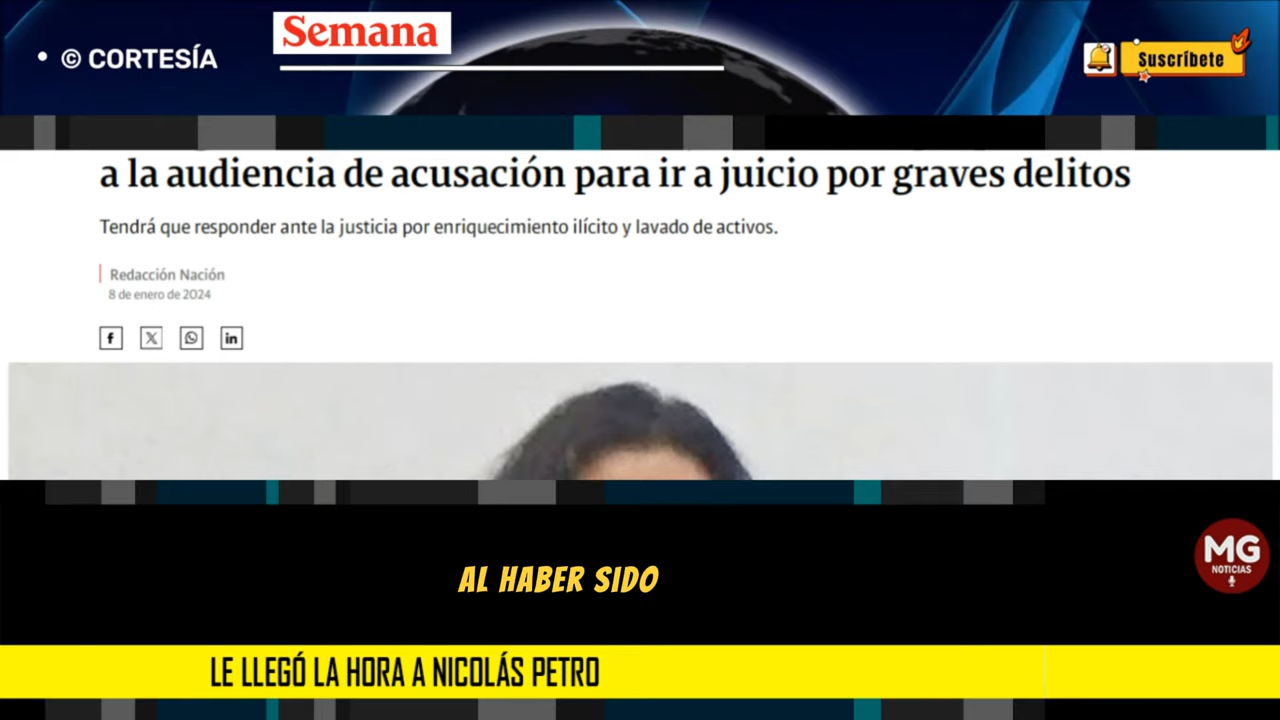 © CORTESÍA
Semana
Suscríbete
a la audiencia de acusación para ir a juicio por graves delitos
Tendrá que responder ante la justicia por enriquecimiento ilícito y lavado de activos.
Redacción Nación
8 de enero de 2024
MG
NOTICIAS
AL HABER SIDO
LE LLEGÓ LA HORA A NICOLÁS PETRO